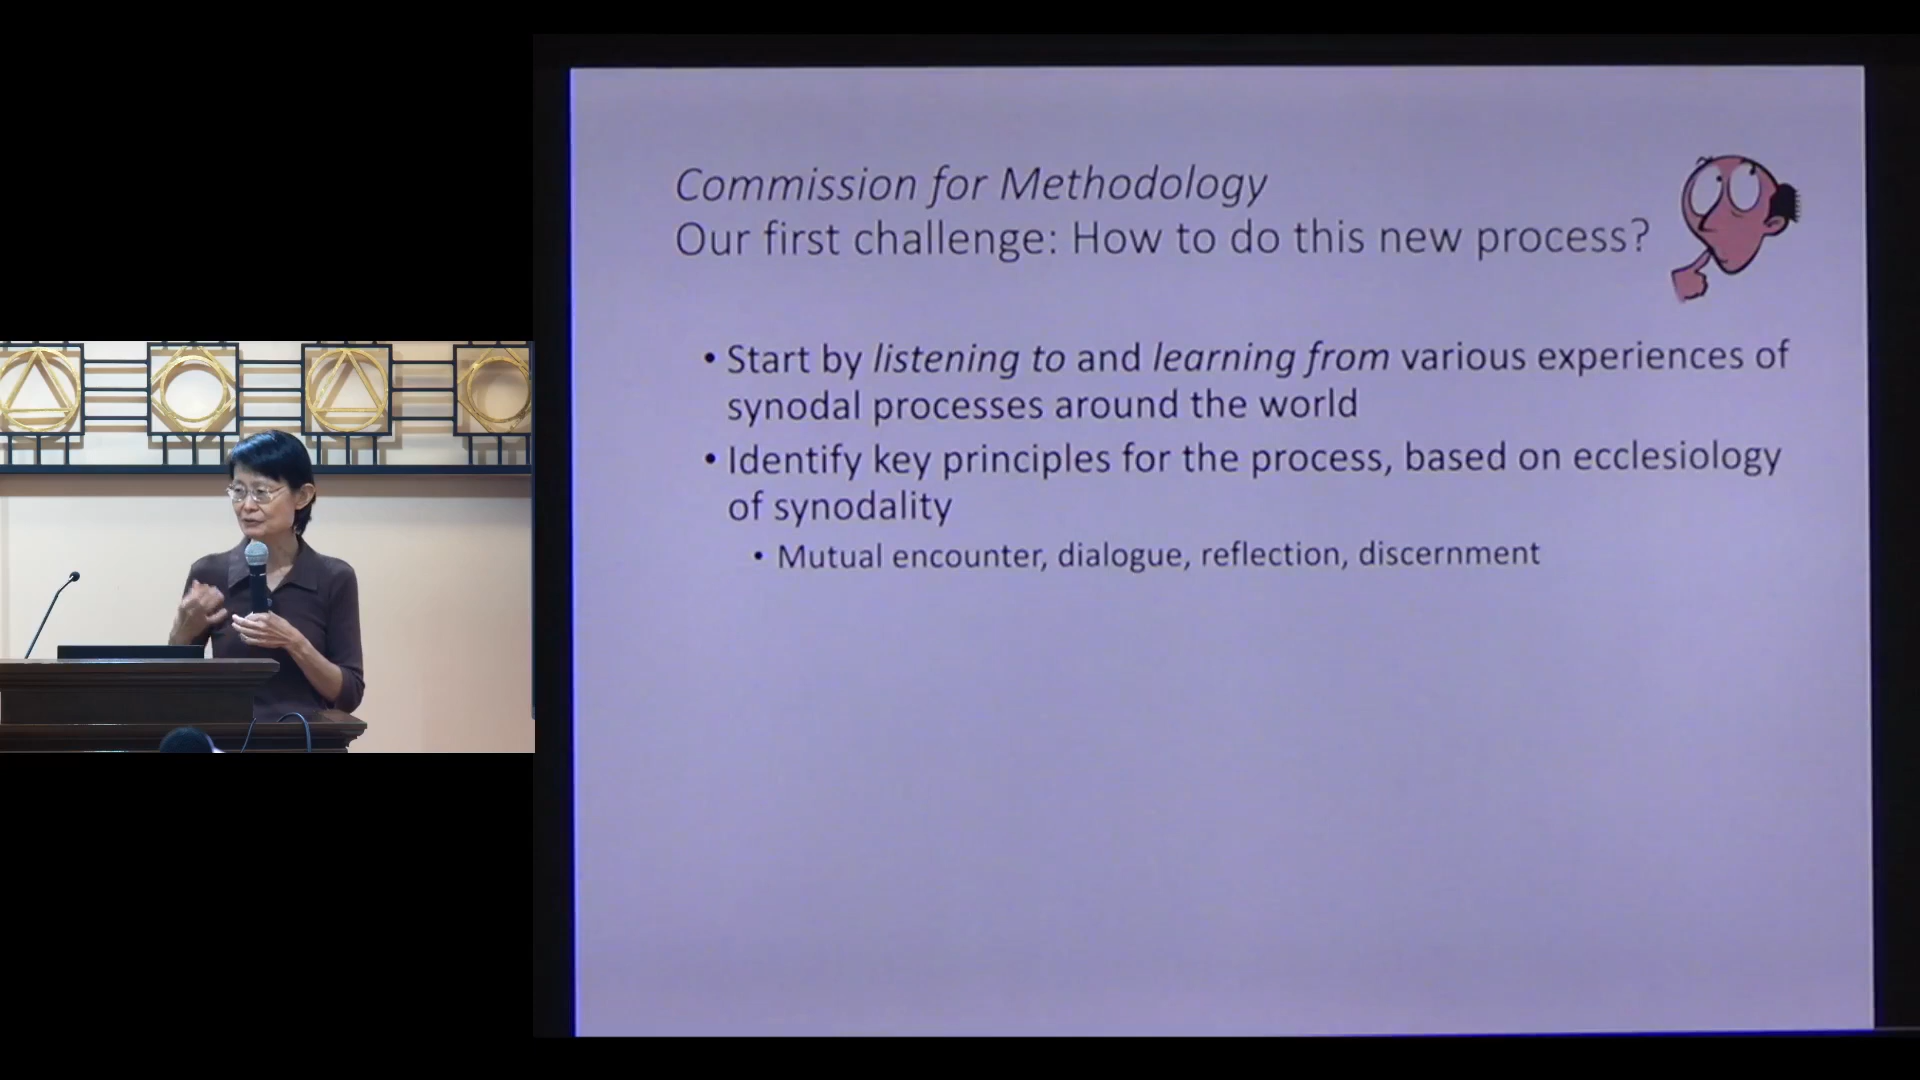 Commission for Methodology
Our first challenge: How to do this new process?
• Start by listening to and learning from various experiences of
synodal processes around the world
• Identify key principles for the process, based on ecclesiology
of synodality
• Mutual encounter, dialogue, reflection, discernment